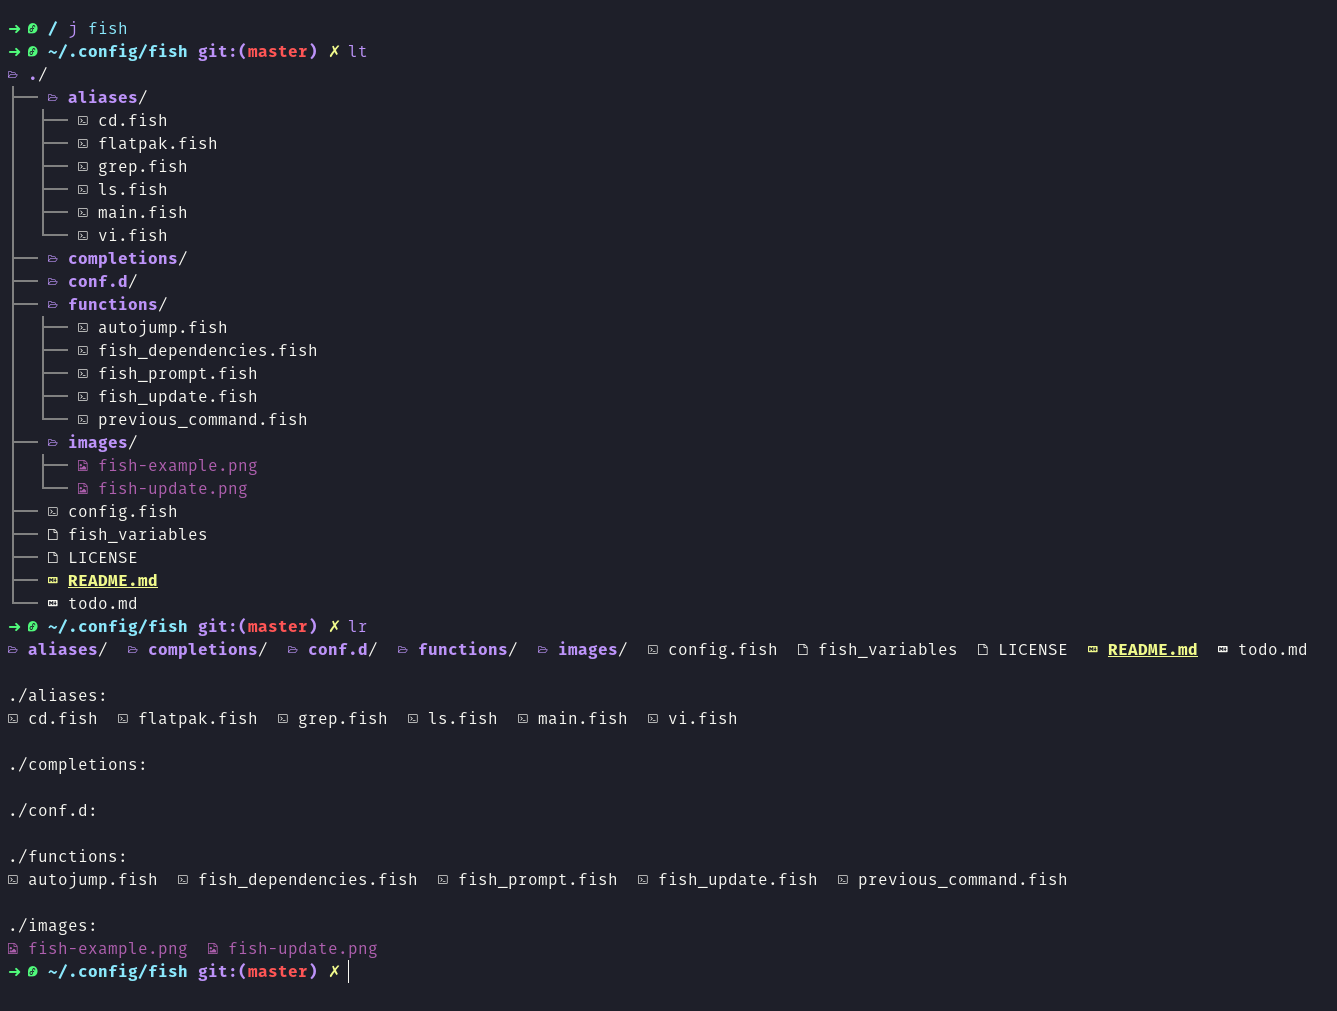 ➜ / j fish
➜ ~/.config/fish git:(master) ✗ lt
./
├── aliases/
│   ├── cd.fish
│   ├── flatpak.fish
│   ├── grep.fish
│   ├── ls.fish
│   ├── main.fish
│   └── vi.fish
├── completions/
├── conf.d/
├── functions/
│   ├── autojump.fish
│   ├── fish_dependencies.fish
│   ├── fish_prompt.fish
│   ├── fish_update.fish
│   └── previous_command.fish
├── images/
│   ├── fish-example.png
│   └── fish-update.png
├── config.fish
├── fish_variables
├── LICENSE
├── README.md
└── todo.md
➜ ~/.config/fish git:(master) ✗ lr
aliases/ completions/ conf.d/ functions/ images/ config.fish fish_variables LICENSE README.md todo.md

./aliases:
cd.fish flatpak.fish grep.fish ls.fish main.fish vi.fish

./completions:

./conf.d:

./functions:
autojump.fish fish_dependencies.fish fish_prompt.fish fish_update.fish previous_command.fish

./images:
fish-example.png fish-update.png
➜ ~/.config/fish git:(master) ✗